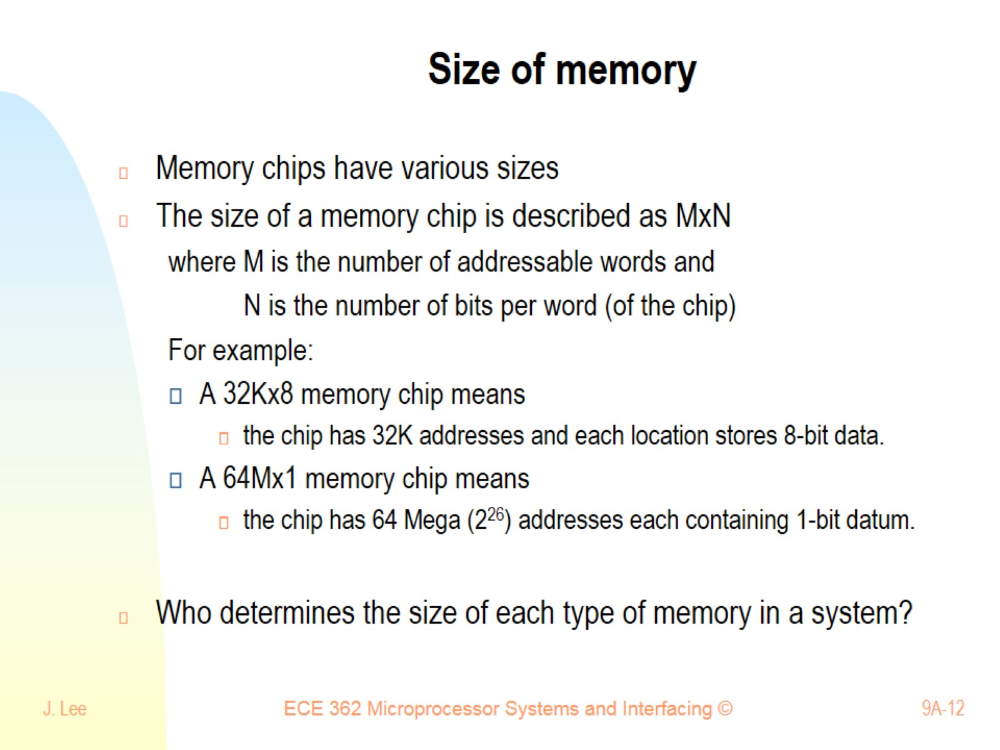 Size of memory
Memory chips have various sizes
The size of a memory chip is described as MxN
where M is the number of addressable words and
N is the number of bits per word (of the chip)
For example:
A 32Kx8 memory chip means
the chip has 32K addresses and each location stores 8-bit data.
A 64Mx1 memory chip means
the chip has 64 Mega (2²⁶) addresses each containing 1-bit datum.
Who determines the size of each type of memory in a system?
J. Lee
ECE 362 Microprocessor Systems and Interfacing ©
9A-12